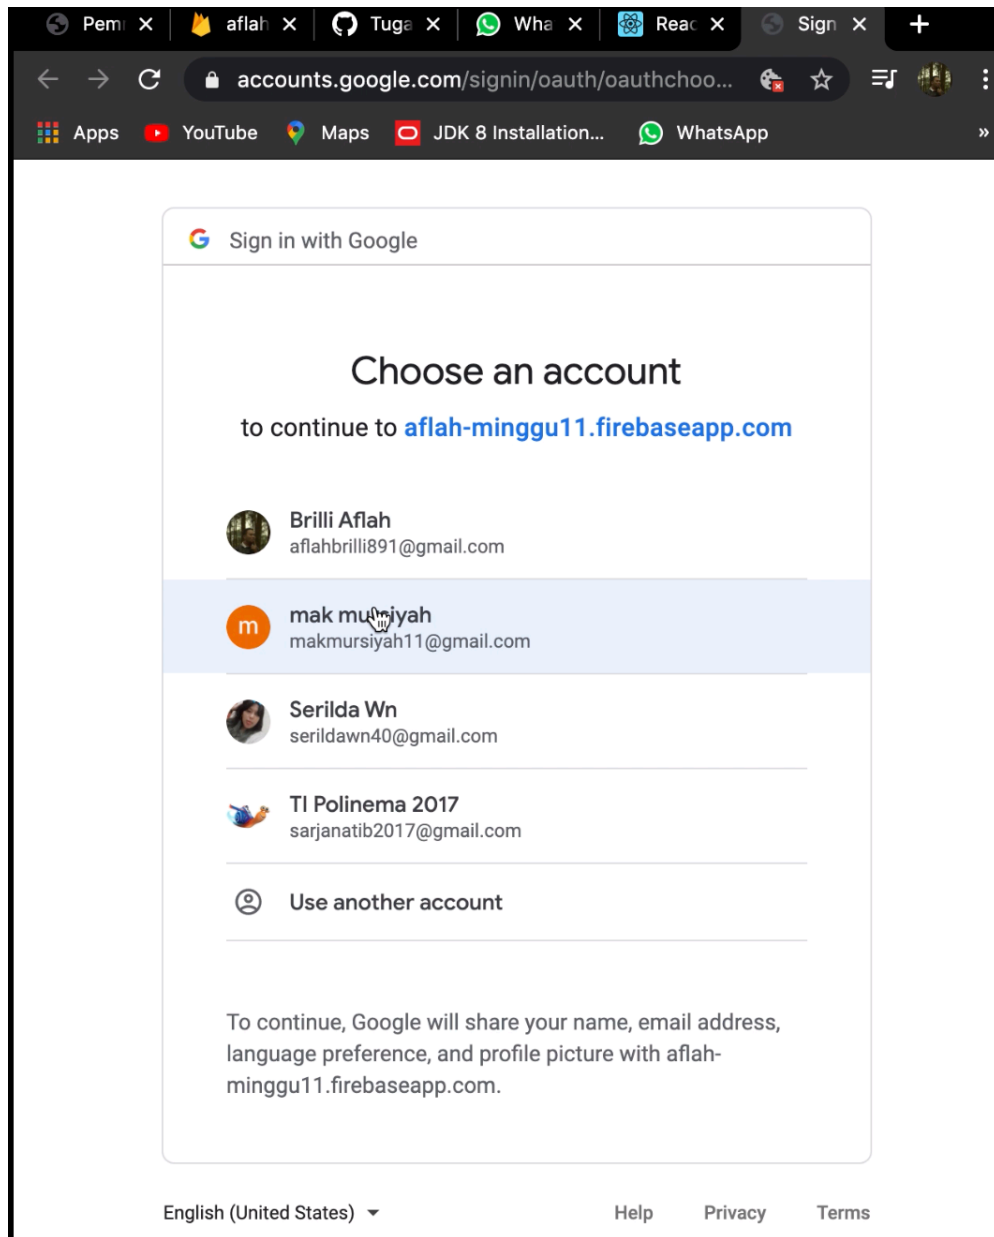 Pem
aflah
Tuga
Wha
Reac
Sign
accounts.google.com/signin/oauth/oauthchoo...
Apps
YouTube
Maps
JDK 8 Installation...
WhatsApp
»
Sign in with Google
Choose an account
to continue to aflah-minggu11.firebaseapp.com
Brilli Aflah
aflahbrilli891@gmail.com
m
mak mursiyah
makmursiyah11@gmail.com
Serilda Wn
serildawn40@gmail.com
TI Polinema 2017
sarjanatib2017@gmail.com
Use another account
To continue, Google will share your name, email address,
language preference, and profile picture with aflah-
minggu11.firebaseapp.com.
English (United States)
Help
Privacy
Terms